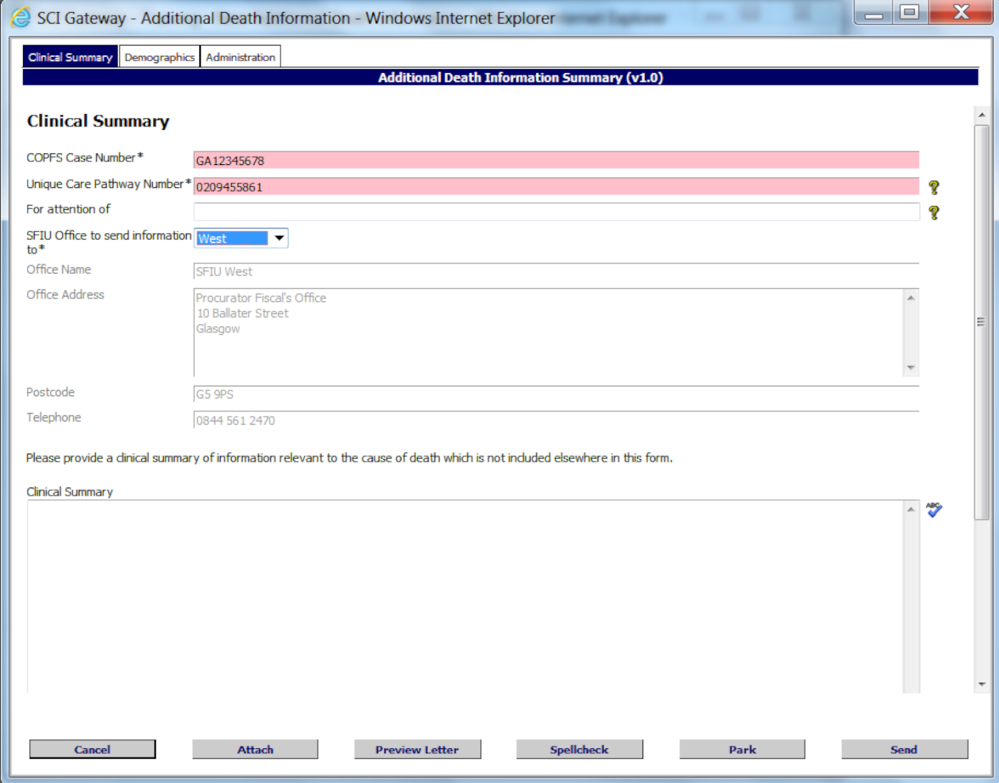 SCI Gateway - Additional Death Information - Windows Internet Explorer
Clinical Summary Demographics Administration
Additional Death Information Summary (v1.0)
Clinical Summary
COPFS Case Number* GA12345678
Unique Care Pathway Number* 0209455861
For attention of
SFIU Office to send information to* West
Office Name SFIU West
Office Address Procurator Fiscal's Office
10 Ballater Street
Glasgow
Postcode G5 9PS
Telephone 0844 561 2470
Please provide a clinical summary of information relevant to the cause of death which is not included elsewhere in this form.
Clinical Summary
ABC
Cancel Attach Preview Letter Spellcheck Park Send